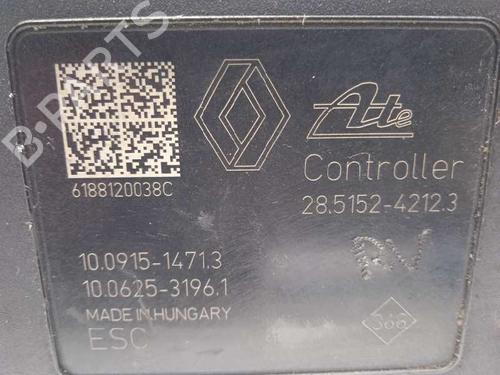 B-PARTS
Ate
6188120038C
Controller
28.5152-4212.3
10.0915-1471.3
10.0625-3196.1
MADE IN HUNGARY
ESC
366